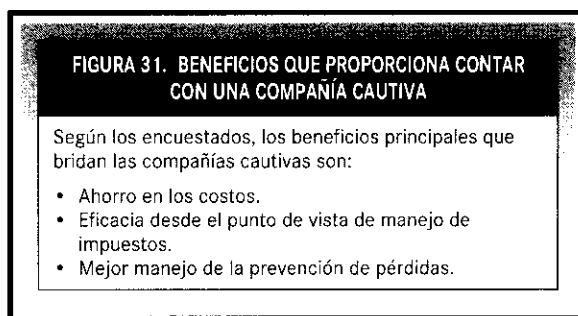 FIGURA 31. BENEFICIOS QUE PROPORCIONA CONTAR
CON UNA COMPAÑÍA CAUTIVA
Según los encuestados, los beneficios principales que
bridan las compañías cautivas son:
• Ahorro en los costos.
• Eficacia desde el punto de vista de manejo de
impuestos.
• Mejor manejo de la prevención de pérdidas.